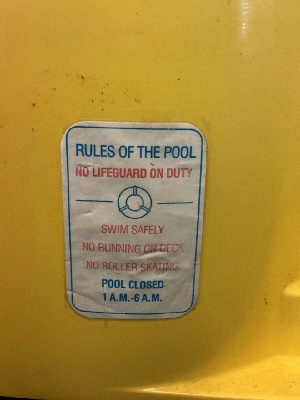 RULES OF THE POOL
NO LIFEGUARD ON DUTY
SWIM SAFELY
NO RUNNING ON DECK
NO ROLLER SKATING
POOL CLOSED
1 A.M.-6 A.M.